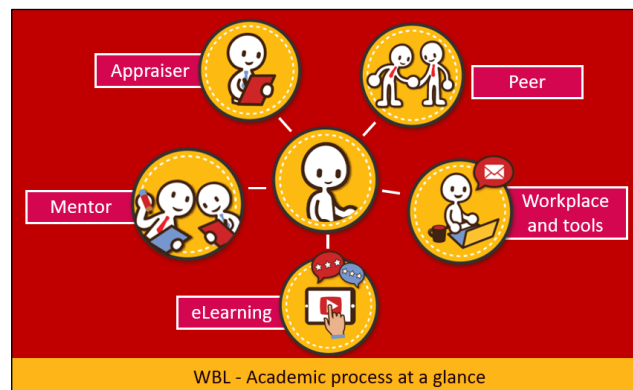 Appraiser
Peer
Mentor
Workplace
and tools
eLearning
WBL - Academic process at a glance